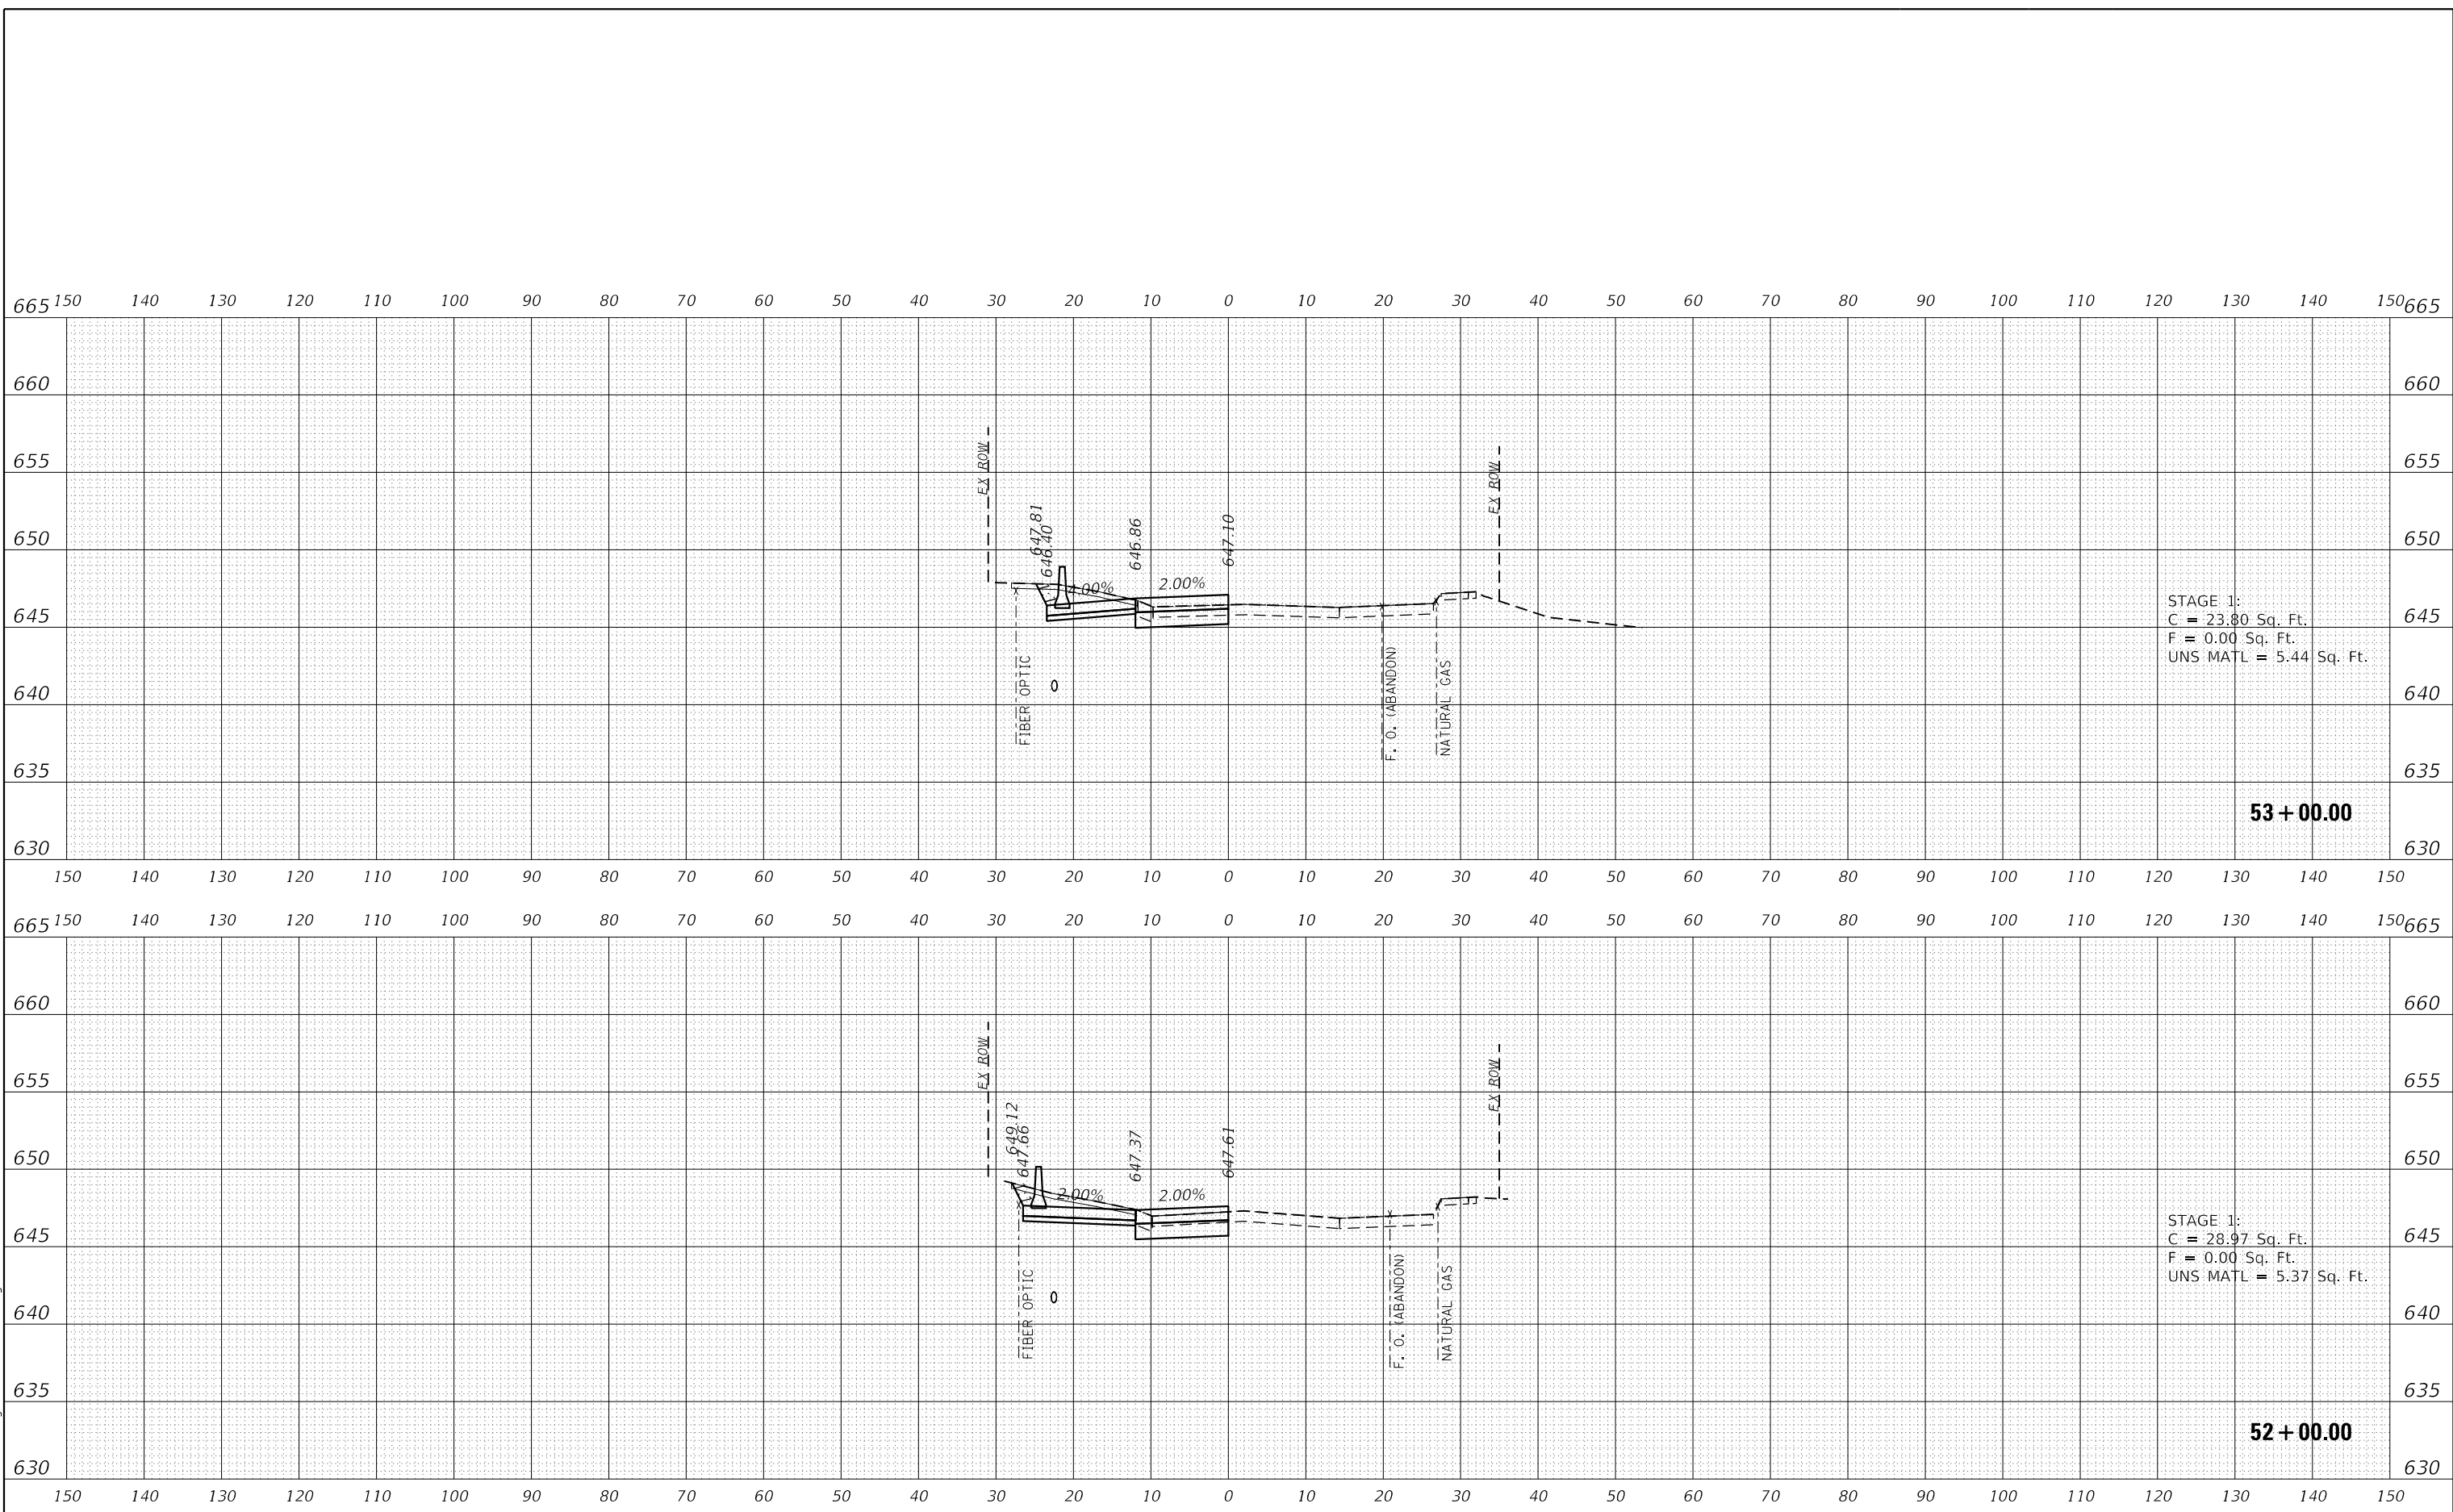 150 140 130 120 110 100 90 80 70 60 50 40 30 20 10 0 10 20 30 40 50 60 70 80 90 100 110 120 130 140 150
665 665
660 660
655 655
650 650
645 645
640 640
635 635
630 630
EX ROW
647.81
646.40
646.86
647.10
EX ROW
4.00%
2.00%
FIBER OPTIC
F. O. (ABANDON)
NATURAL GAS
STAGE 1:
C = 23.80 Sq. Ft.
F = 0.00 Sq. Ft.
UNS MATL = 5.44 Sq. Ft.
53+00.00
150 140 130 120 110 100 90 80 70 60 50 40 30 20 10 0 10 20 30 40 50 60 70 80 90 100 110 120 130 140 150
150 140 130 120 110 100 90 80 70 60 50 40 30 20 10 0 10 20 30 40 50 60 70 80 90 100 110 120 130 140 150
665 665
660 660
655 655
650 650
645 645
640 640
635 635
630 630
EX ROW
649.12
647.66
647.37
647.61
EX ROW
2.00%
2.00%
FIBER OPTIC
F. O. (ABANDON)
NATURAL GAS
STAGE 1:
C = 28.97 Sq. Ft.
F = 0.00 Sq. Ft.
UNS MATL = 5.37 Sq. Ft.
52+00.00
150 140 130 120 110 100 90 80 70 60 50 40 30 20 10 0 10 20 30 40 50 60 70 80 90 100 110 120 130 140 150